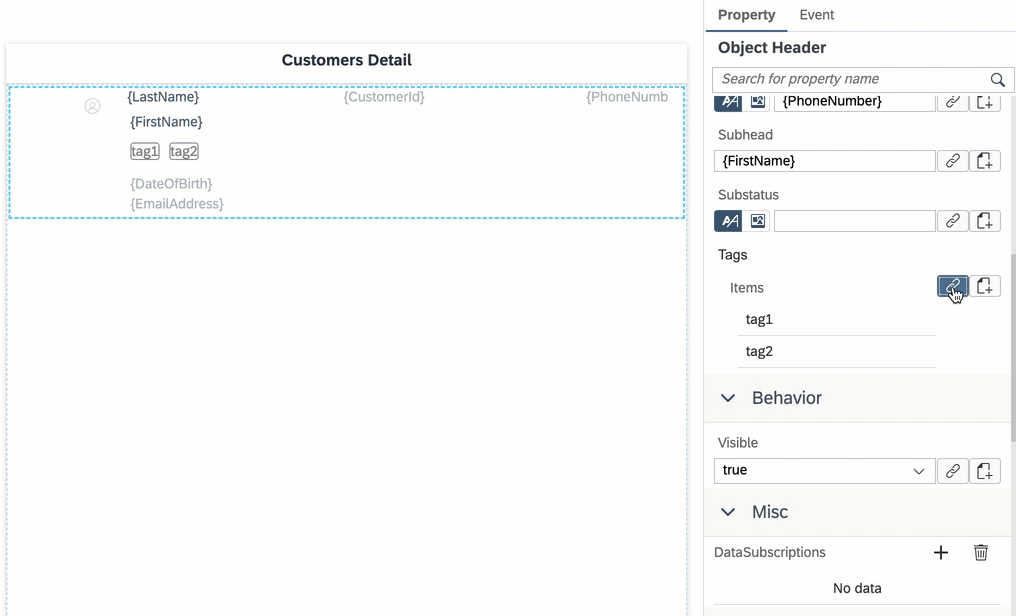 Property Event
Object Header
Search for property name
{PhoneNumber}
Subhead
{FirstName}
Substatus
Tags
Items
tag1
tag2
Behavior
Visible
true
Misc
DataSubscriptions
No data
Customers Detail
{LastName} {CustomerId} {PhoneNumb
{FirstName}
tag1 tag2
{DateOfBirth}
{EmailAddress}